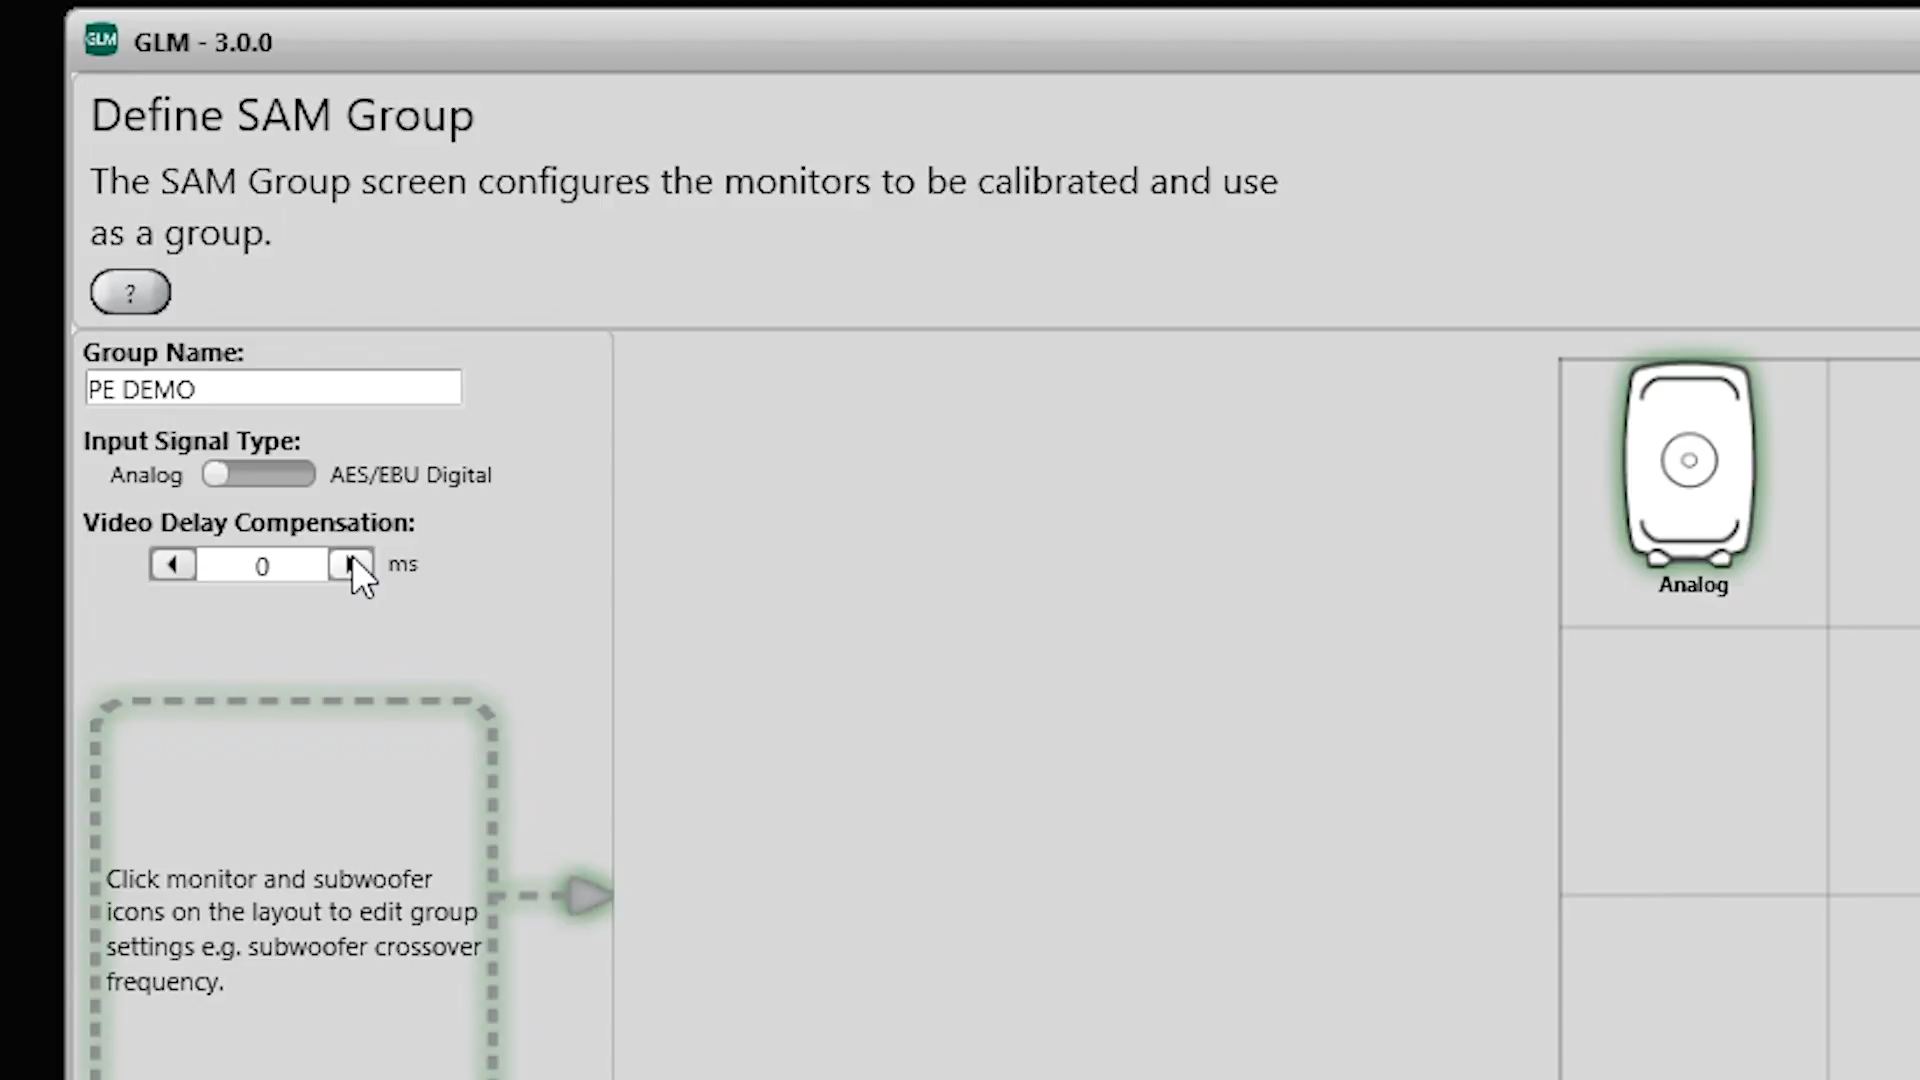 GLM
GLM - 3.0.0
Define SAM Group
The SAM Group screen configures the monitors to be calibrated and use
as a group.
?
Group Name:
PE DEMO
Input Signal Type:
Analog AES/EBU Digital
Video Delay Compensation:
0 ms
Analog
Click monitor and subwoofer
icons on the layout to edit group
settings e.g. subwoofer crossover
frequency.